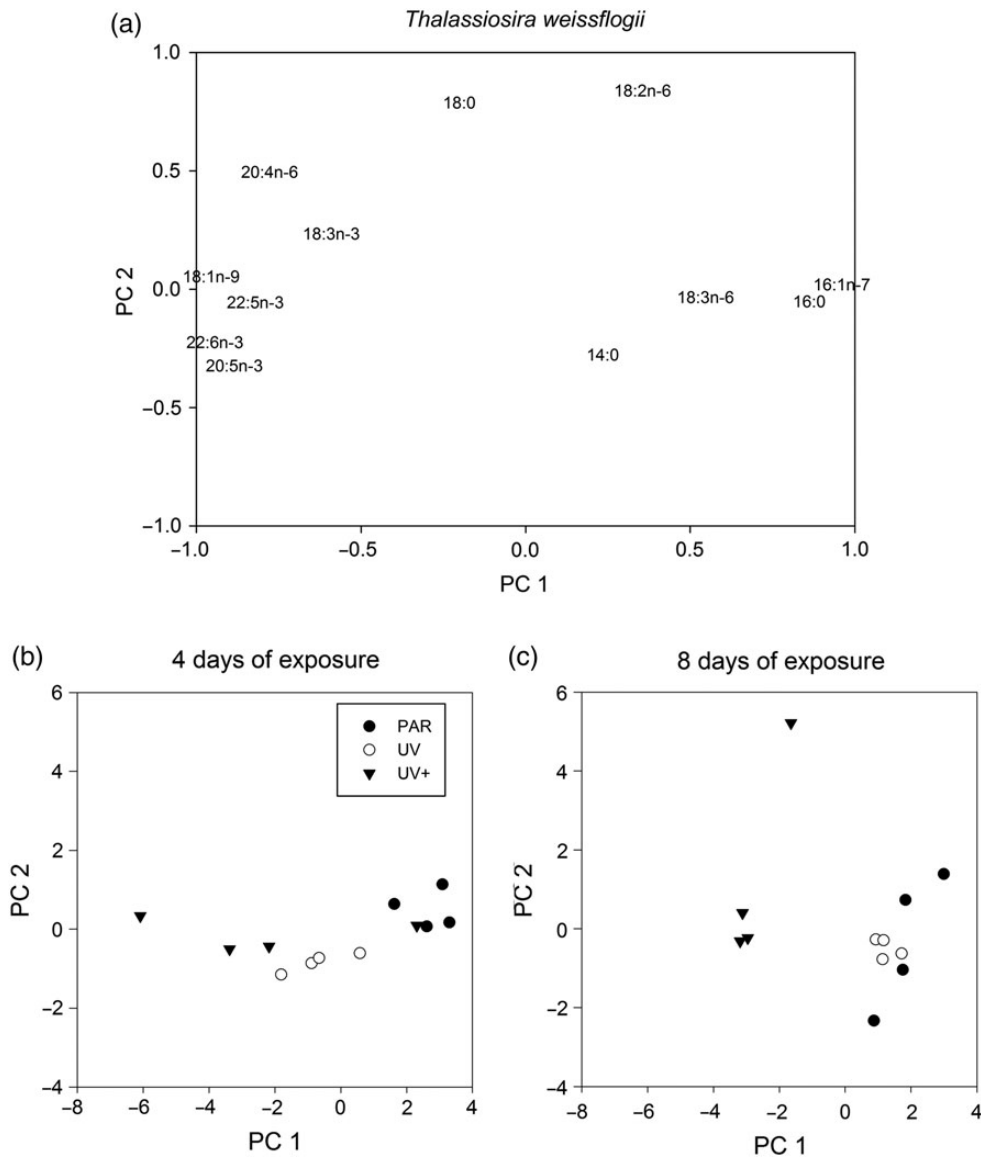 (a) Thalassiosira weissflogii
1.0
18:0 18:2n-6
0.5 20:4n-6
18:3n-3
PC 2
0.0 18:1n-9 16:1n-7
22:5n-3 18:3n-6 16:0
22:6n-3 14:0
20:5n-3
−0.5
−1.0
−1.0 −0.5 0.0 0.5 1.0
PC 1
(b) 4 days of exposure
6
4
2
0
−2
−4
PC 2
PAR
UV
UV+
−8 −6 −4 −2 0 2 4
PC 1
(c) 8 days of exposure
6
4
2
0
−2
−4
PC 2
−8 −6 −4 −2 0 2 4
PC 1